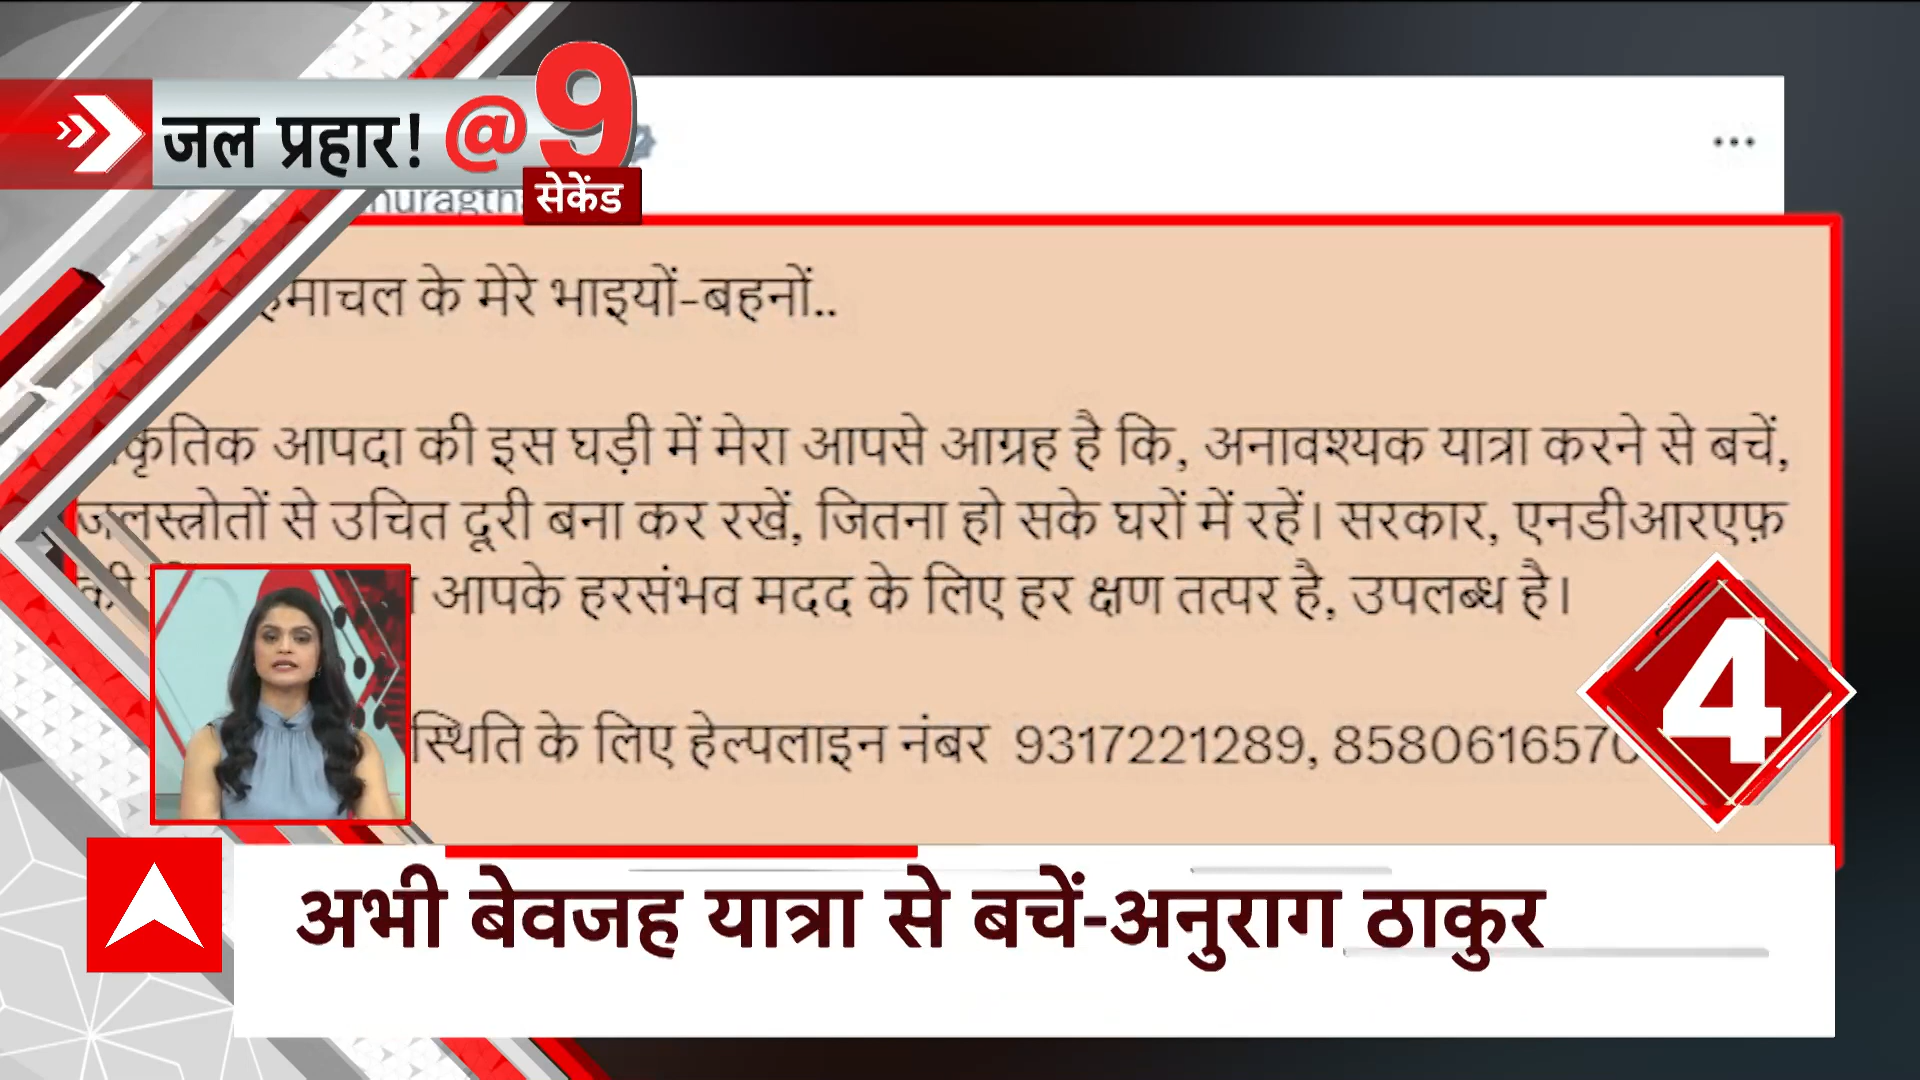 जल प्रहार! @9
सेकेंड
हिमाचल के मेरे भाइयों-बहनों..
आपदा की इस घड़ी में मेरा आपसे आग्रह है कि, अनावश्यक यात्रा करने से बचें,
जलस्त्रोतों से उचित दूरी बना कर रखें, जितना हो सके घरों में रहें। सरकार, एनडीआरएफ़
की आपके हरसंभव मदद के लिए हर क्षण तत्पर है, उपलब्ध है।
के लिए हेल्पलाइन नंबर 9317221289, 8580616570
4
अभी बेवजह यात्रा से बचें-अनुराग ठाकुर